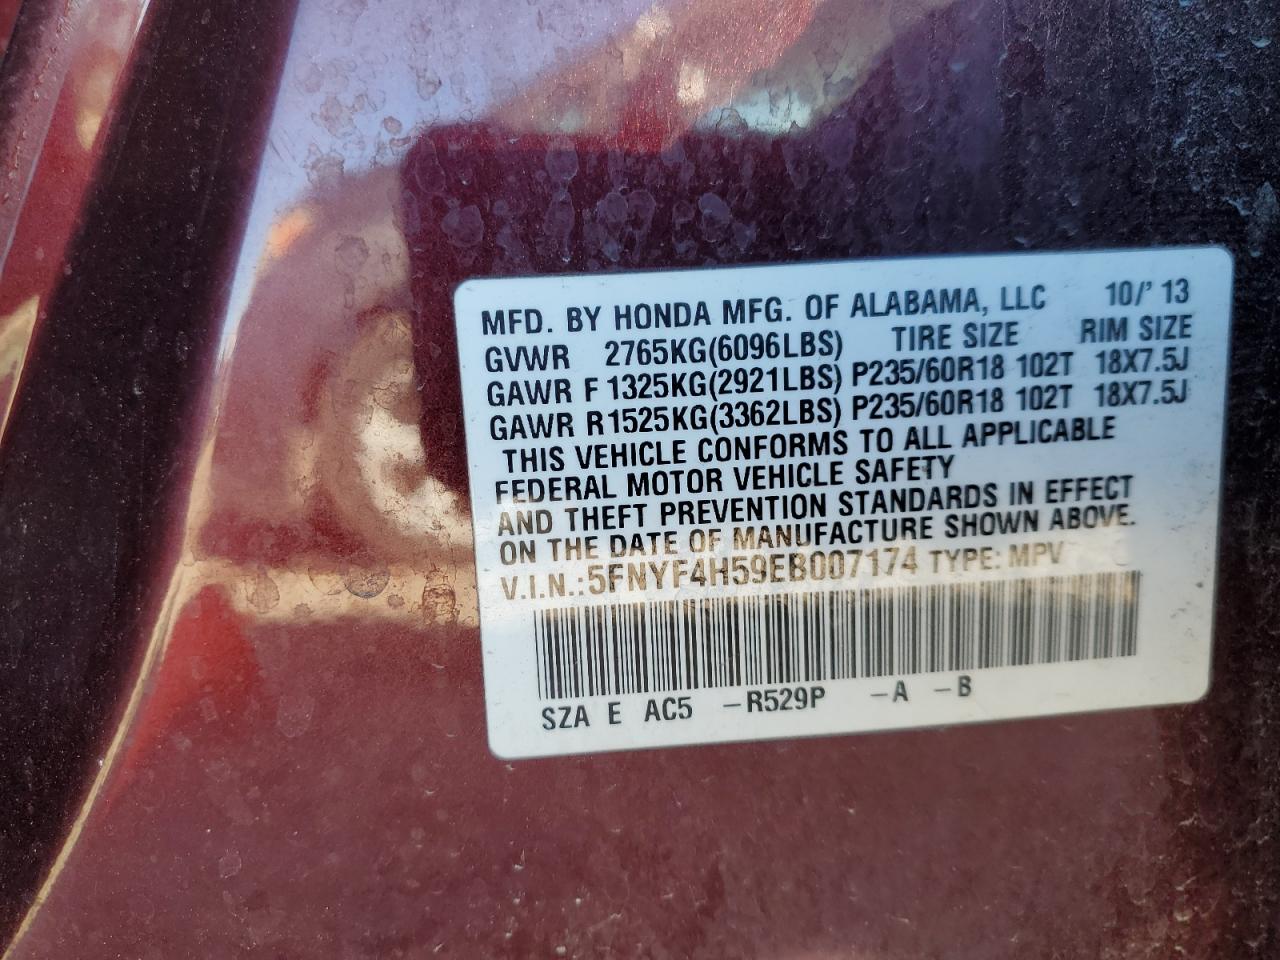 MFD. BY HONDA MFG. OF ALABAMA, LLC 10/'13
GVWR 2765KG(6096LBS) TIRE SIZE RIM SIZE
GAWR F 1325KG(2921LBS) P235/60R18 102T 18X7.5J
GAWR R1525KG(3362LBS) P235/60R18 102T 18X7.5J
THIS VEHICLE CONFORMS TO ALL APPLICABLE
FEDERAL MOTOR VEHICLE SAFETY
AND THEFT PREVENTION STANDARDS IN EFFECT
ON THE DATE OF MANUFACTURE SHOWN ABOVE.
V.I.N.:5FNYF4H59EB007174 TYPE: MPV
SZA E AC5 -R529P -A -B